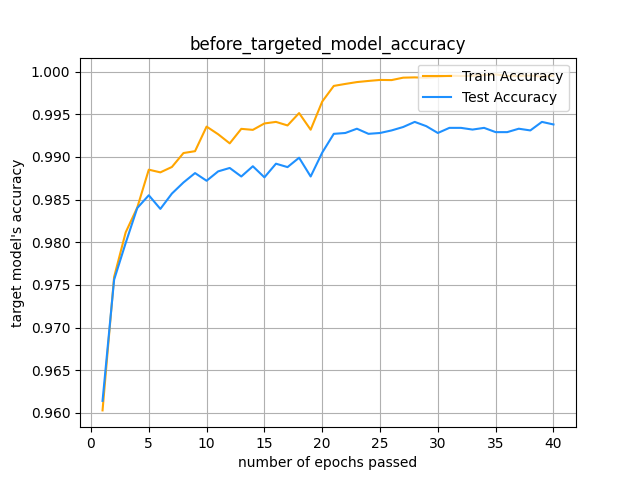 before_targeted_model_accuracy
1.000
0.995
0.990
0.985
0.980
0.975
0.970
0.965
0.960
target model's accuracy
Train Accuracy
Test Accuracy
0 5 10 15 20 25 30 35 40
number of epochs passed